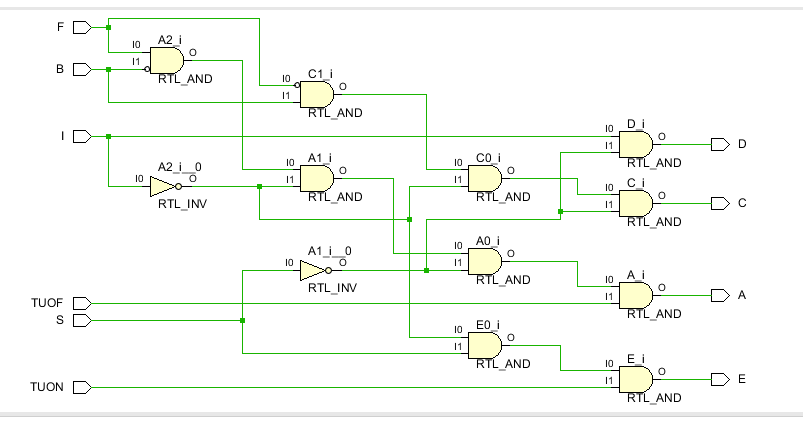 F
I0 A2_i O
B I1 RTL_AND
I0 C1_i O
I1 RTL_AND
I
I0 D_i O D
I1 RTL_AND
I0 A2_i__0 O
RTL_INV
I0 A1_i O
I1 RTL_AND
I0 C0_i O
I1 RTL_AND
I0 C_i O C
I1 RTL_AND
I0 A1_i__0 O
RTL_INV
I0 A0_i O
I1 RTL_AND
TUOF
I0 A_i O A
I1 RTL_AND
S
I0 E0_i O
I1 RTL_AND
TUON
I0 E_i O E
I1 RTL_AND